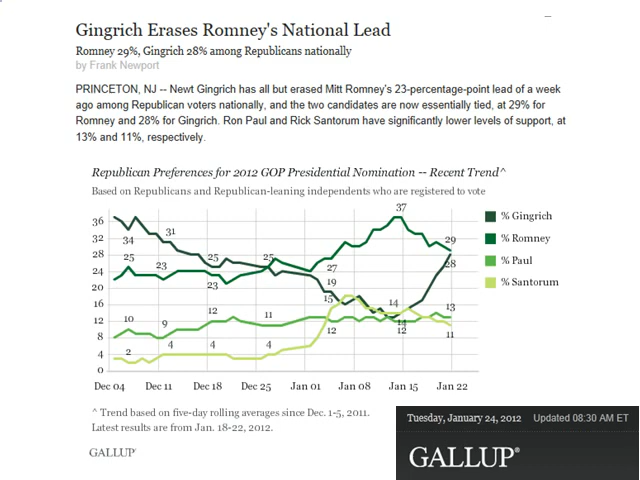 Gingrich Erases Romney's National Lead
Romney 29%, Gingrich 28% among Republicans nationally
by Frank Newport
PRINCETON, NJ -- Newt Gingrich has all but erased Mitt Romney's 23-percentage-point lead of a week
ago among Republican voters nationally, and the two candidates are now essentially tied, at 29% for
Romney and 28% for Gingrich. Ron Paul and Rick Santorum have significantly lower levels of support, at
13% and 11%, respectively.
Republican Preferences for 2012 GOP Presidential Nomination -- Recent Trend^
Based on Republicans and Republican-leaning independents who are registered to vote
37
36
34
31
32
29
% Gingrich
28
25
23
25
25
27
28
% Romney
24
23
19
% Paul
20
15
% Santorum
16
10
9
12
11
14
13
12
12
14
12
11
8
2
4
4
4
4
0
Dec 04
Dec 11
Dec 18
Dec 25
Jan 01
Jan 08
Jan 15
Jan 22
^ Trend based on five-day rolling averages since Dec. 1-5, 2011.
Latest results are from Jan. 18-22, 2012.
GALLUP'
Tuesday, January 24, 2012 Updated 08:30 AM ET
GALLUP®